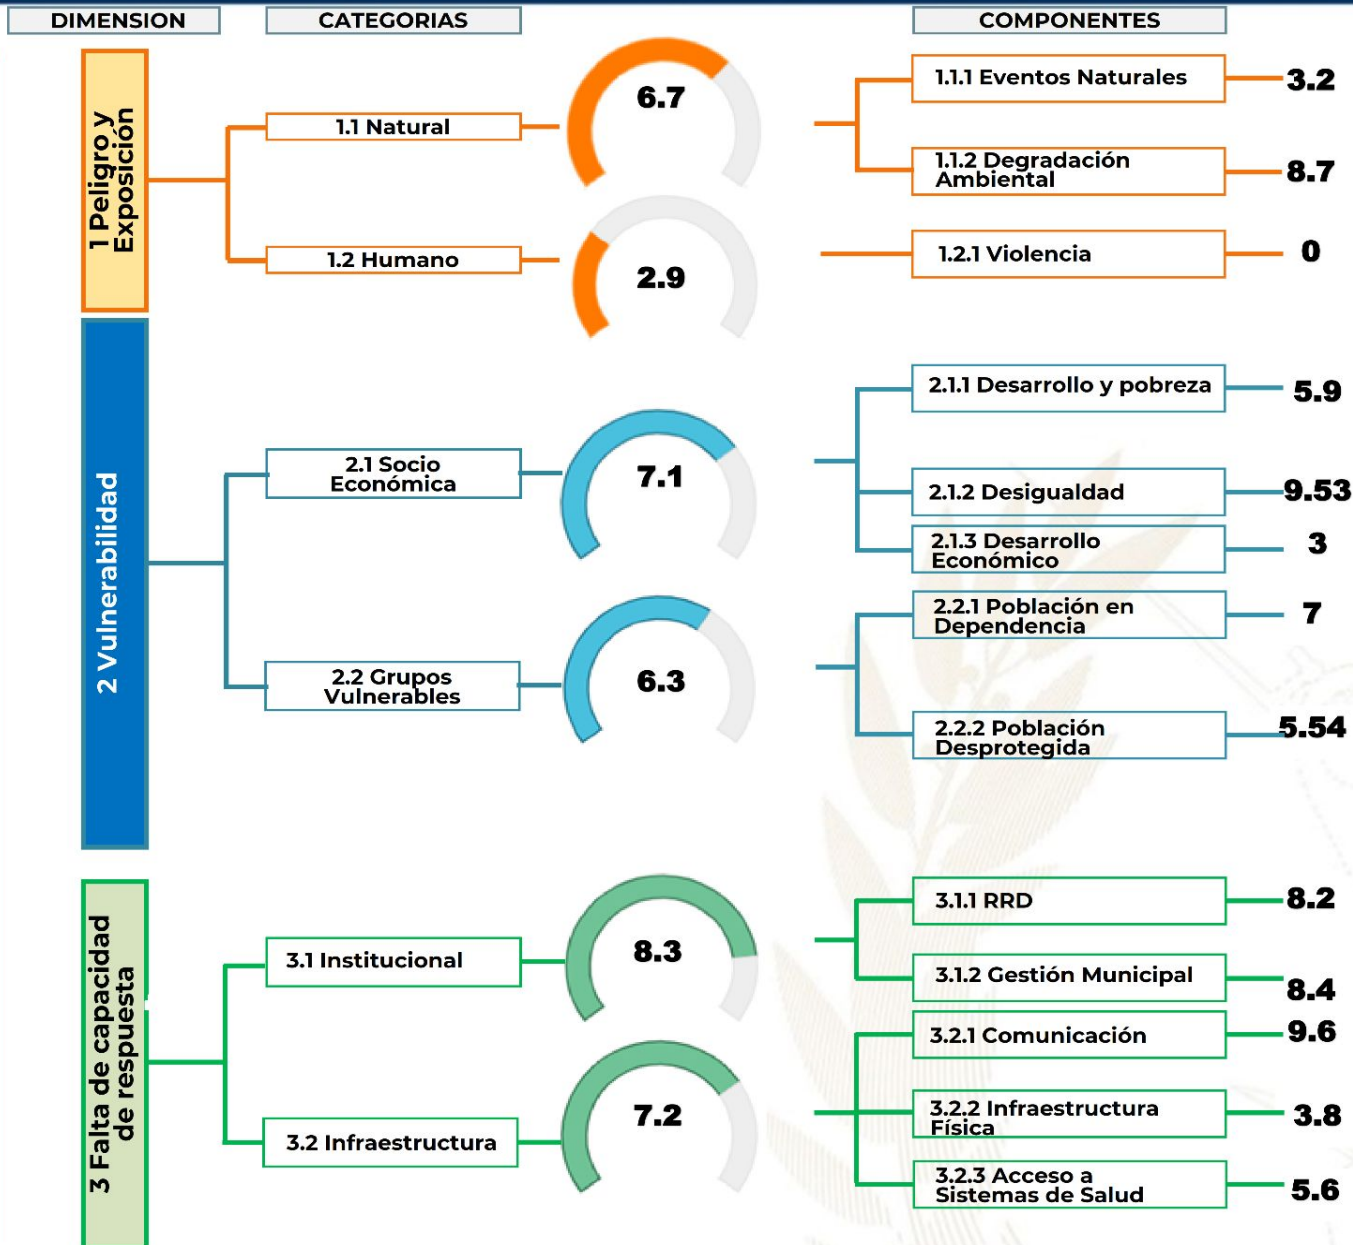 DIMENSION
CATEGORIAS
COMPONENTES
1 Peligro y
Exposición
1.1 Natural
6.7
1.1.1 Eventos Naturales
3.2
1.1.2 Degradación
Ambiental
8.7
1.2 Humano
2.9
1.2.1 Violencia
0
2 Vulnerabilidad
2.1 Socio
Económica
7.1
2.1.1 Desarrollo y pobreza
5.9
2.1.2 Desigualdad
9.53
2.1.3 Desarrollo
Económico
3
2.2 Grupos
Vulnerables
6.3
2.2.1 Población en
Dependencia
7
2.2.2 Población
Desprotegida
5.54
3 Falta de capacidad
de respuesta
3.1 Institucional
8.3
3.1.1 RRD
8.2
3.1.2 Gestión Municipal
8.4
3.2 Infraestructura
7.2
3.2.1 Comunicación
9.6
3.2.2 Infraestructura
Física
3.8
3.2.3 Acceso a
Sistemas de Salud
5.6